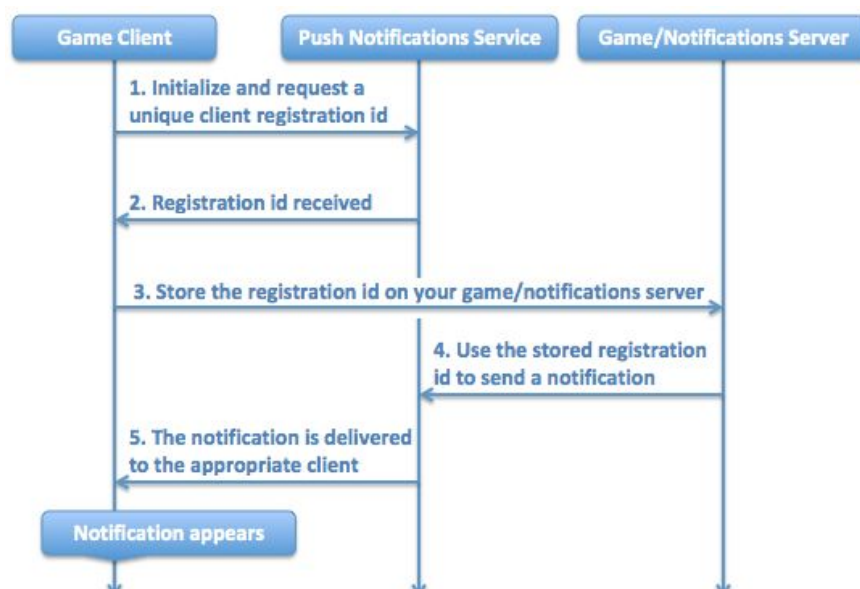 Game Client
Push Notifications Service
Game/Notifications Server
1. Initialize and request a
unique client registration id
2. Registration id received
3. Store the registration id on your game/notifications server
4. Use the stored registration
id to send a notification
5. The notification is delivered
to the appropriate client
Notification appears